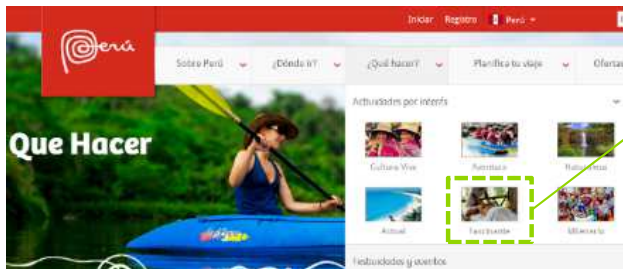 Iniciar Registro Perú
Perú
Sobre Perú ¿Dónde ir? ¿Qué hacer? Planifica tu viaje Ofertas
Actividades por interés
Que Hacer
Cultura Viva Aventura Naturaleza
Actual Fascinante Milenario
Festividades y eventos